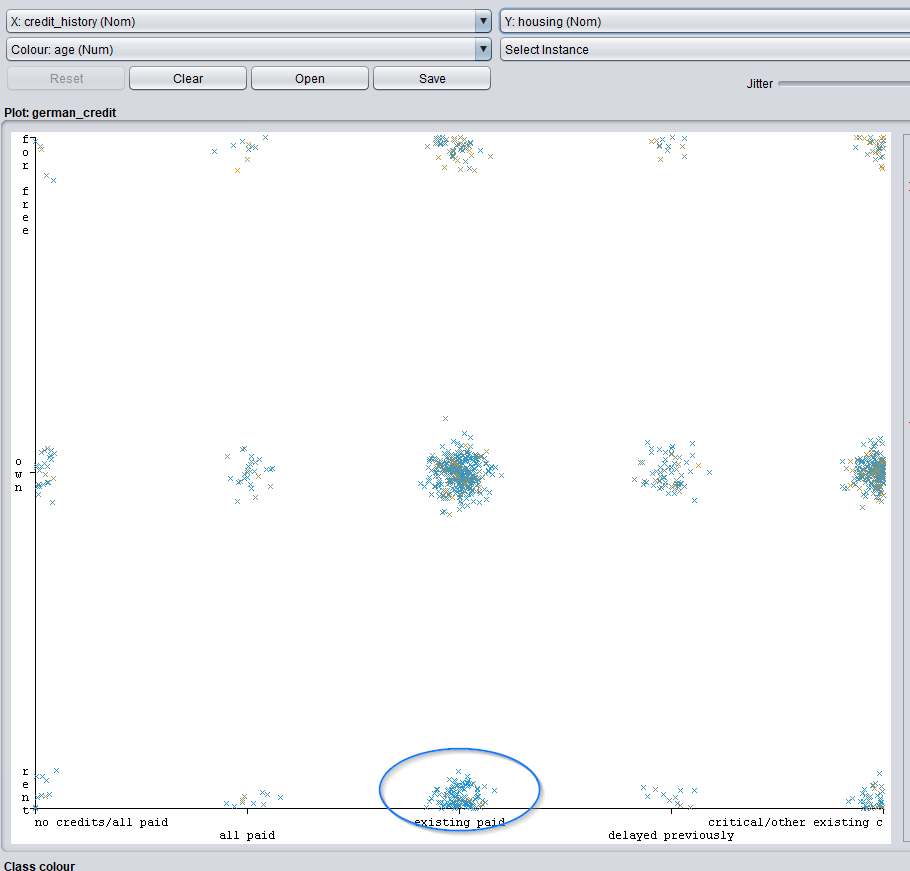 X: credit_history (Nom)
Y: housing (Nom)
Colour: age (Num)
Select Instance
Reset
Clear
Open
Save
Jitter
Plot: german_credit
for free
own
rent
no credits/all paid
all paid
existing paid
delayed previously
critical/other existing c
Class colour